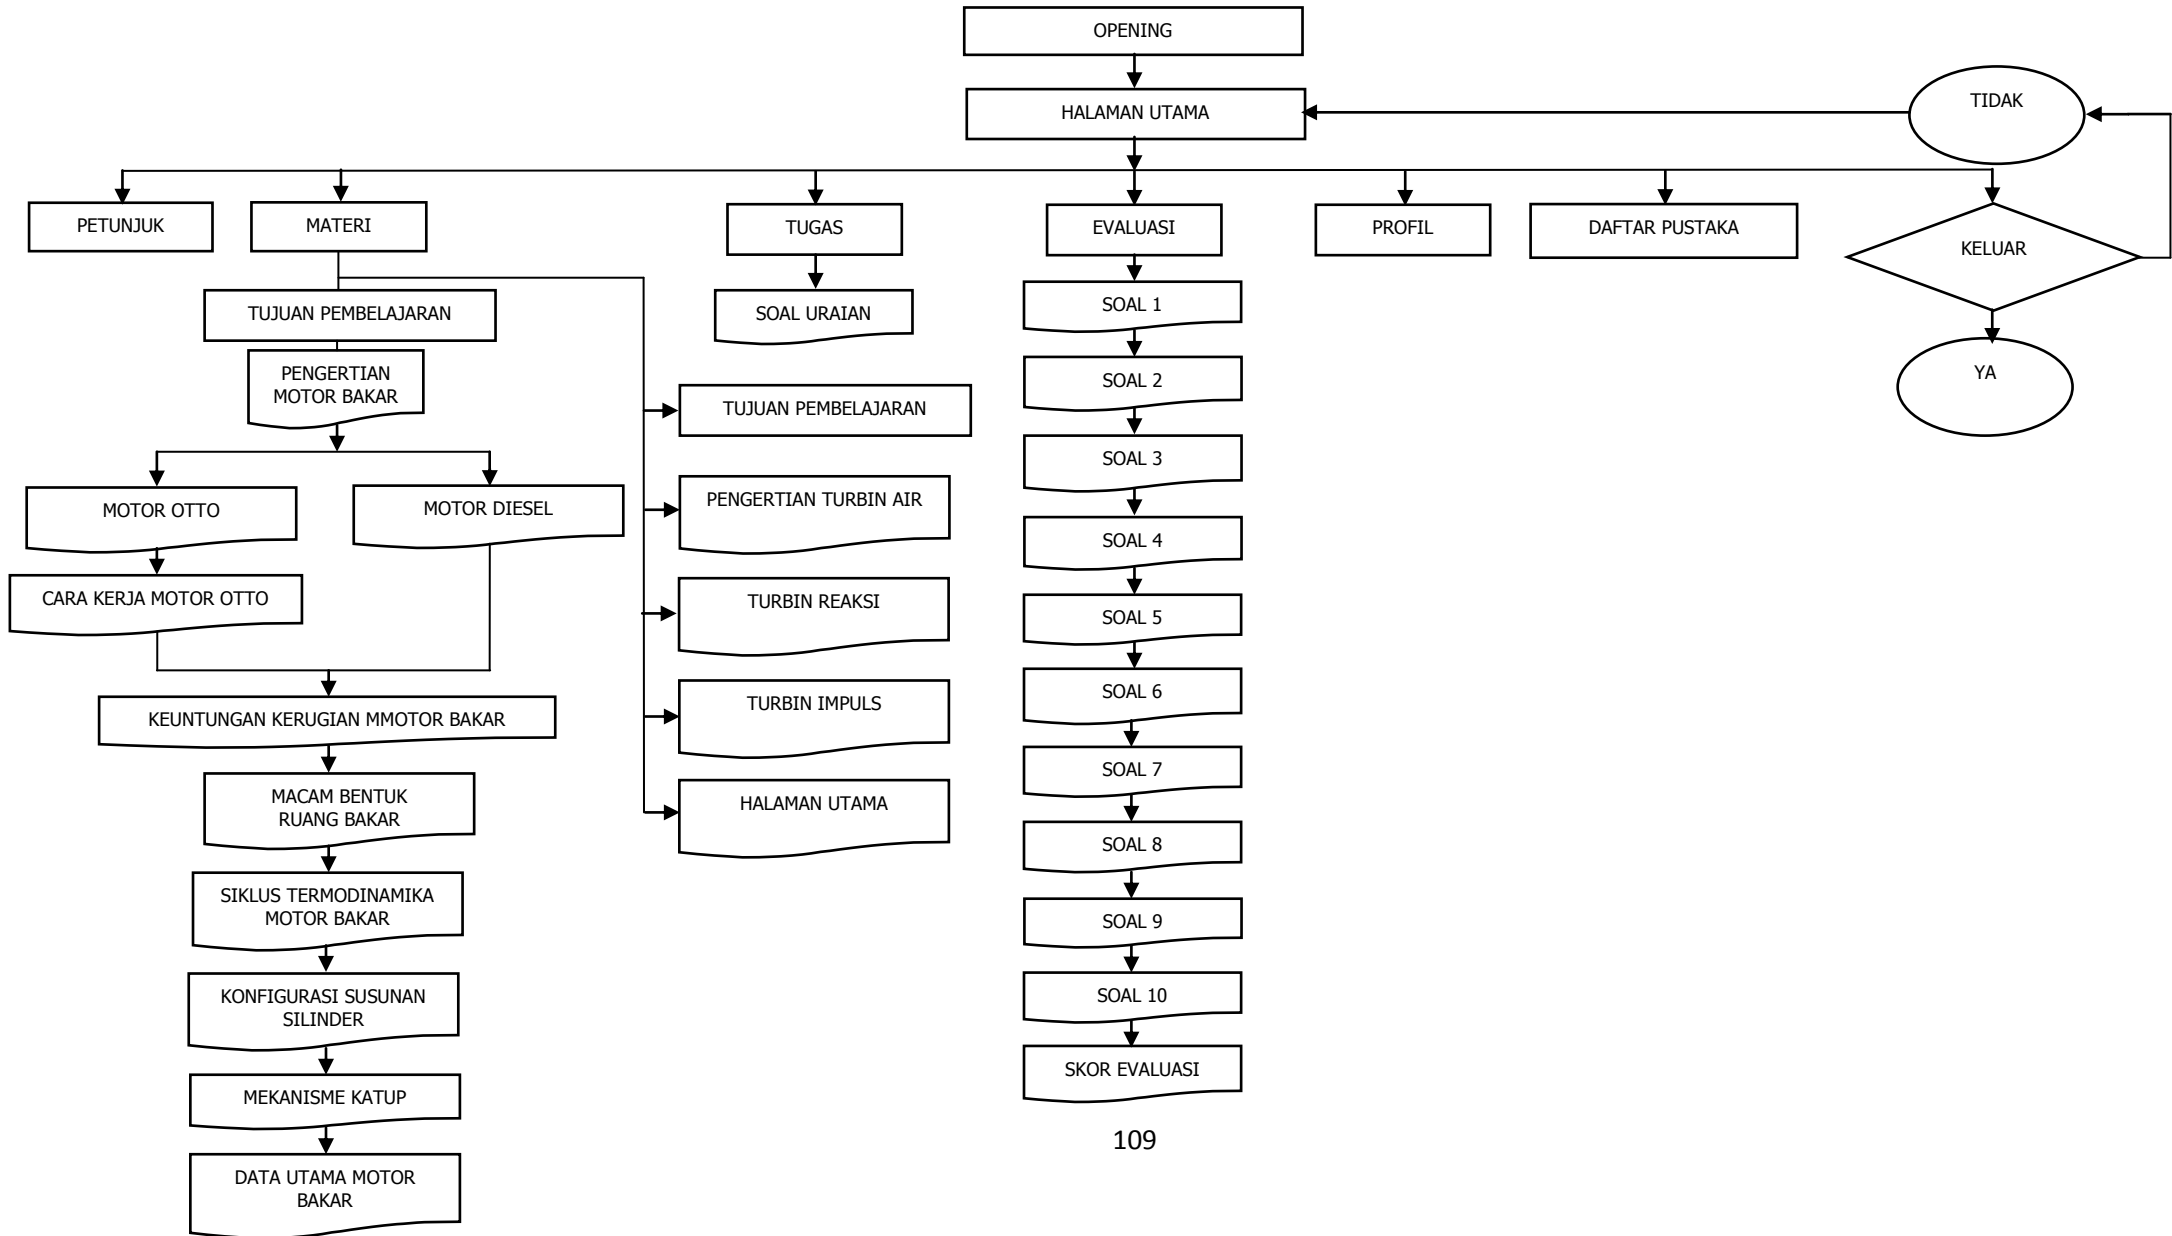 OPENING
HALAMAN UTAMA
TIDAK
PETUNJUK
MATERI
TUGAS
EVALUASI
PROFIL
DAFTAR PUSTAKA
KELUAR
YA
TUJUAN PEMBELAJARAN
PENGERTIAN
MOTOR BAKAR
MOTOR OTTO
MOTOR DIESEL
CARA KERJA MOTOR OTTO
KEUNTUNGAN KERUGIAN MMOTOR BAKAR
MACAM BENTUK
RUANG BAKAR
SIKLUS TERMODINAMIKA
MOTOR BAKAR
KONFIGURASI SUSUNAN
SILINDER
MEKANISME KATUP
DATA UTAMA MOTOR
BAKAR
TUJUAN PEMBELAJARAN
PENGERTIAN TURBIN AIR
TURBIN REAKSI
TURBIN IMPULS
HALAMAN UTAMA
SOAL URAIAN
SOAL 1
SOAL 2
SOAL 3
SOAL 4
SOAL 5
SOAL 6
SOAL 7
SOAL 8
SOAL 9
SOAL 10
SKOR EVALUASI
109